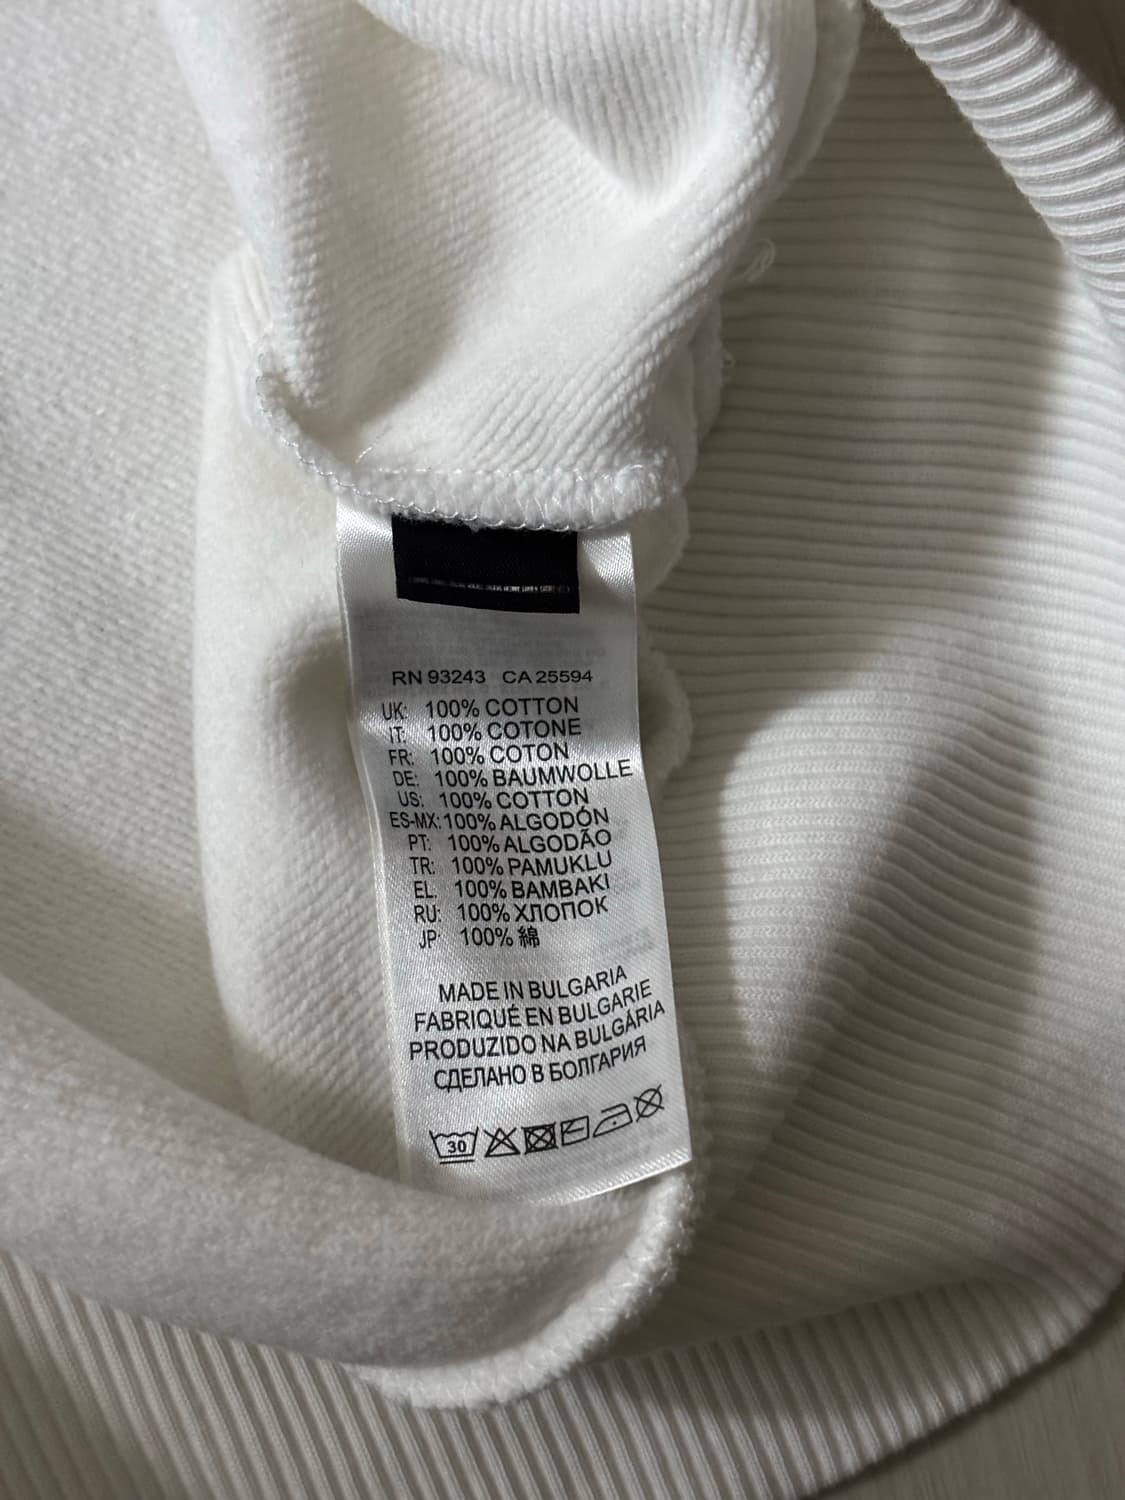 RN 93243 CA 25594
UK: 100% COTTON
IT: 100% COTONE
FR: 100% COTON
DE: 100% BAUMWOLLE
US: 100% COTTON
ES-MX: 100% ALGODÓN
PT: 100% ALGODÃO
TR: 100% PAMUKLU
EL: 100% BAMBAKI
RU: 100% ХЛОПОК
JP: 100% 綿
MADE IN BULGARIA
FABRIQUÉ EN BULGARIE
PRODUZIDO NA BULGÁRIA
СДЕЛАНО В БОЛГАРИЯ
30